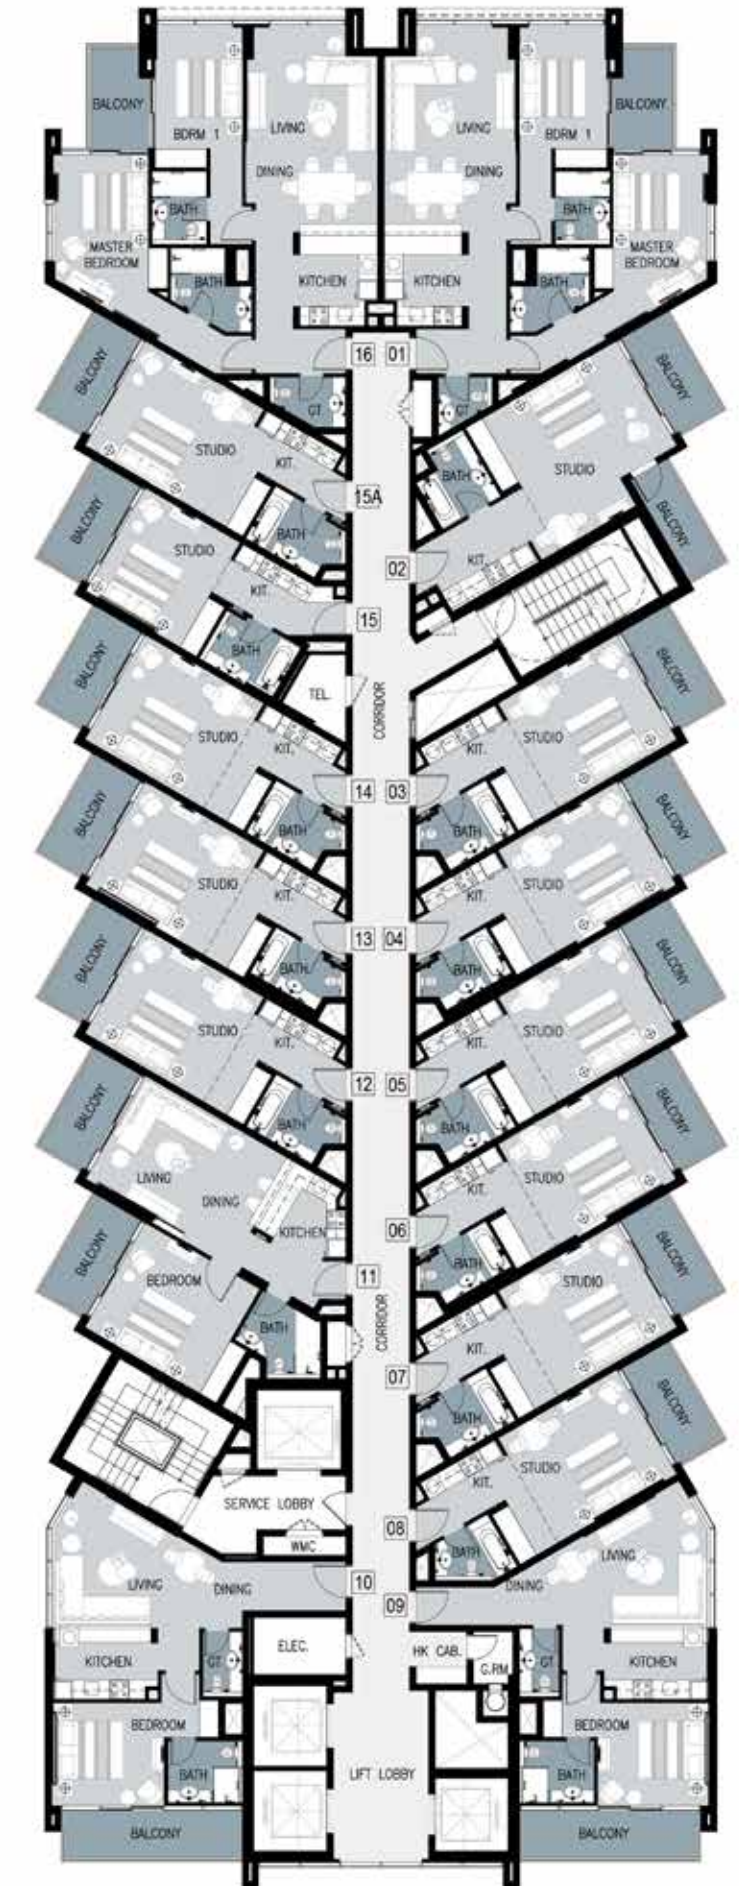 BALCONY
BDRM 1
LIVING
DINING
BATH
MASTER
BEDROOM
BATH
KITCHEN
GT
LIVING
BDRM 1
BALCONY
DINING
BATH
MASTER
BEDROOM
BATH
KITCHEN
GT
16
01
BALCONY
STUDIO
KIT.
BATH
15A
BALCONY
STUDIO
BATH
KIT.
BALCONY
02
BALCONY
STUDIO
KIT.
BATH
15
TEL.
CORRIDOR
BALCONY
STUDIO
KIT.
BATH
14
03
KIT.
STUDIO
BATH
BALCONY
BALCONY
STUDIO
KIT.
BATH
13
04
KIT.
STUDIO
BATH
BALCONY
BALCONY
STUDIO
KIT.
BATH
12
05
KIT.
STUDIO
BATH
BALCONY
BALCONY
LIVING
DINING
KITCHEN
BALCONY
BEDROOM
BATH
11
CORRIDOR
06
KIT.
STUDIO
BATH
BALCONY
07
KIT.
STUDIO
BATH
BALCONY
08
KIT.
STUDIO
BATH
BALCONY
SERVICE LOBBY
WMC
LIVING
DINING
10
KITCHEN
GT
BEDROOM
BATH
BALCONY
09
DINING
LIVING
GT
KITCHEN
BEDROOM
BATH
BALCONY
ELEC.
HK CAB.
G.RM
LIFT LOBBY